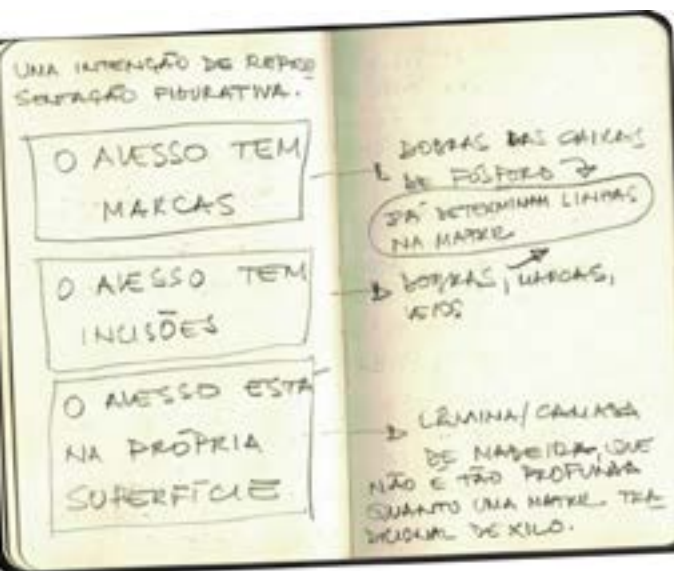 UMA INTENÇÃO DE REPRE
SENTAÇÃO FIGURATIVA.
O AVESSO TEM
MARCAS
O AVESSO TEM
INCISÕES
O AVESSO ESTÁ
NA PRÓPRIA
SUPERFÍCIE
DOBRAS DAS CAIXAS
DE FÓSFORO
JÁ DETERMINAM LINHAS
NA MATRIZ
DOBRAS, MARCAS,
VEIOS
LÂMINA/CAMADA
DE MADEIRA, QUE
NÃO É TÃO PROFUNDA
QUANTO UMA MATRIZ TRA
DICIONAL DE XILO.